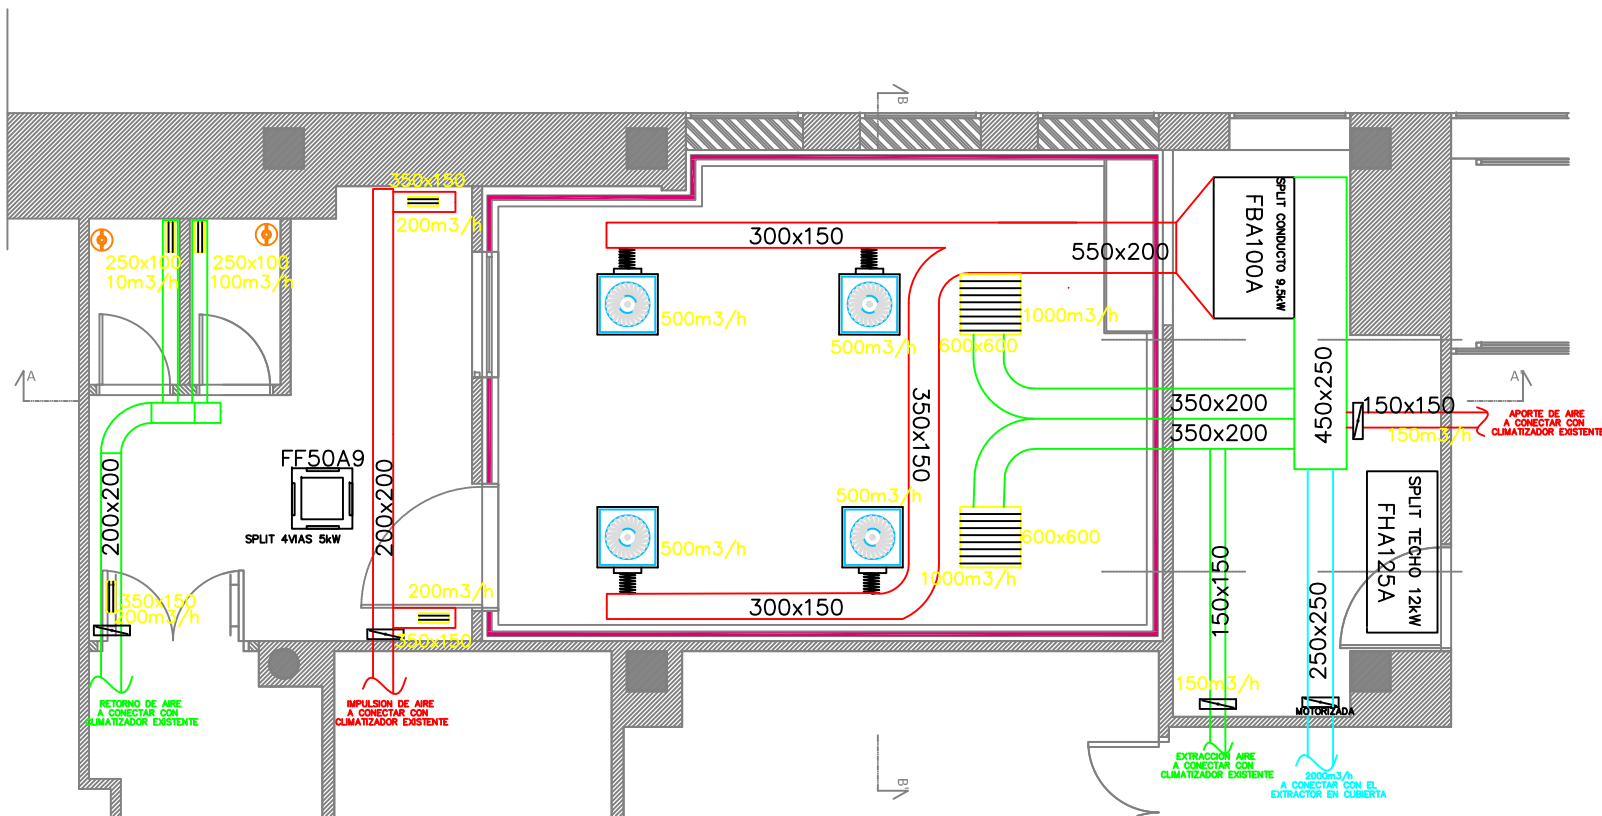 B
350x150
200m3/h
250x100
10m3/h
250x100
100m3/h
300x150
550x200
SPLIT CONDUCTO 9,5kW
FBA100A
500m3/h
500m3/h
1000m3/h
600x600
A
A'
350x200
350x200
450x250
150x150
150m3/h
APORTE DE AIRE
A CONECTAR CON
CLIMATIZADOR EXISTENTE
350x150
FF50A9
SPLIT 4VIAS 5kW
200x200
200x200
500m3/h
500m3/h
600x600
1000m3/h
SPLIT TECHO 12kW
FHA125A
350x150
200m3/h
200m3/h
350x150
300x150
150x150
250x250
150m3/h
MOTORIZADA
RETORNO DE AIRE
A CONECTAR CON
CLIMATIZADOR EXISTENTE
IMPULSION DE AIRE
A CONECTAR CON
CLIMATIZADOR EXISTENTE
EXTRACCION AIRE
A CONECTAR CON
CLIMATIZADOR EXISTENTE
2000m3/h
A CONECTAR CON EL
EXTRACTOR EN CUBIERTA
B'